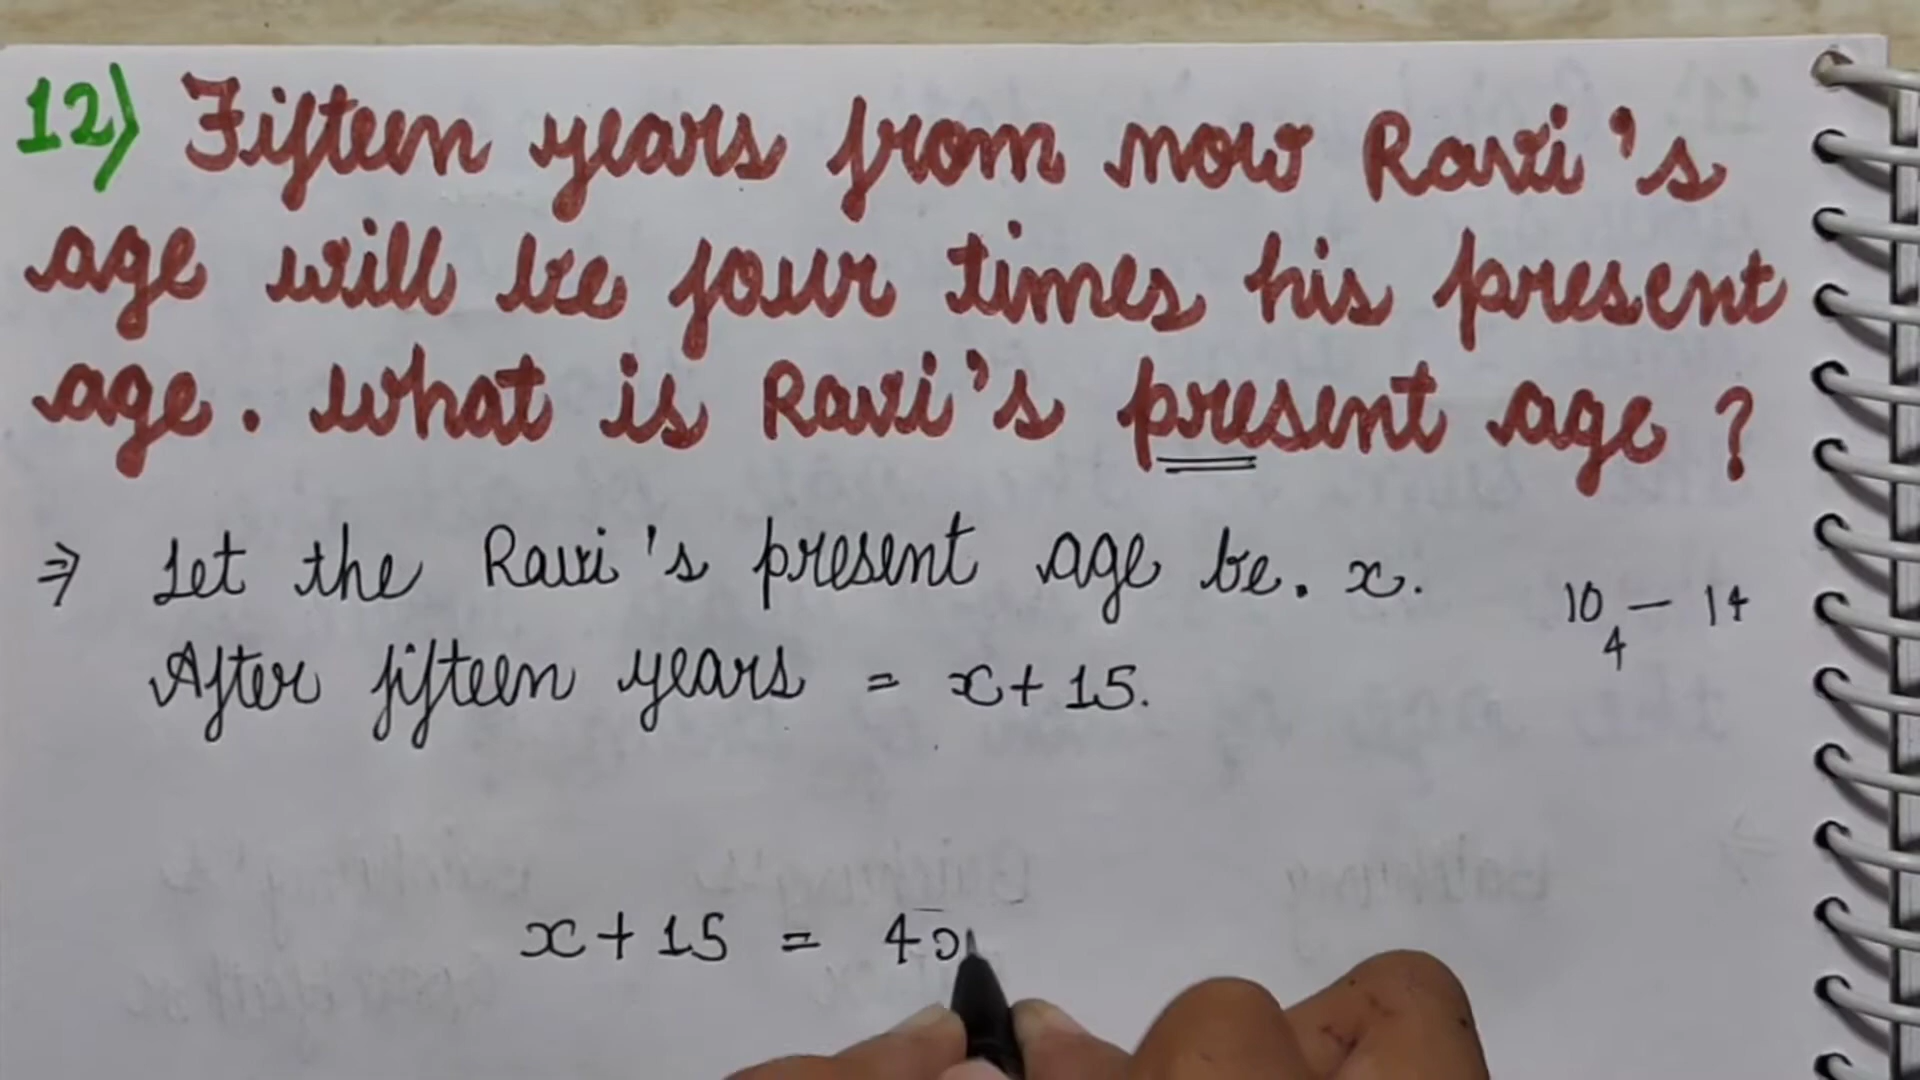 12) Fifteen years from now Ravi's
age will be four times his present
age. What is Ravi's present age ?
⇒ Let the Ravi's present age be. x.
10 – 14
4
After fifteen years = x + 15.
x + 15 = 4x